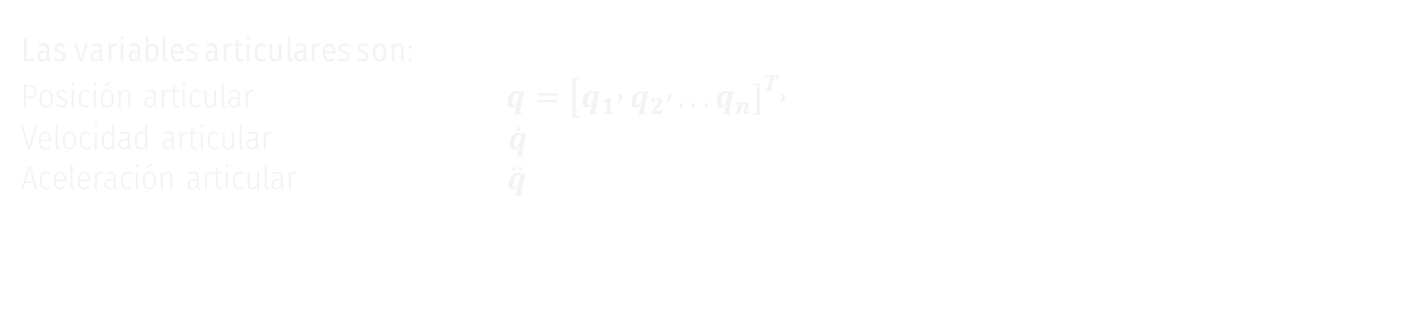 Las variables articulares son:
Posición articular q = [q₁, q₂, … qₙ]ᵀ,
Velocidad articular q̇
Aceleración articular q̈